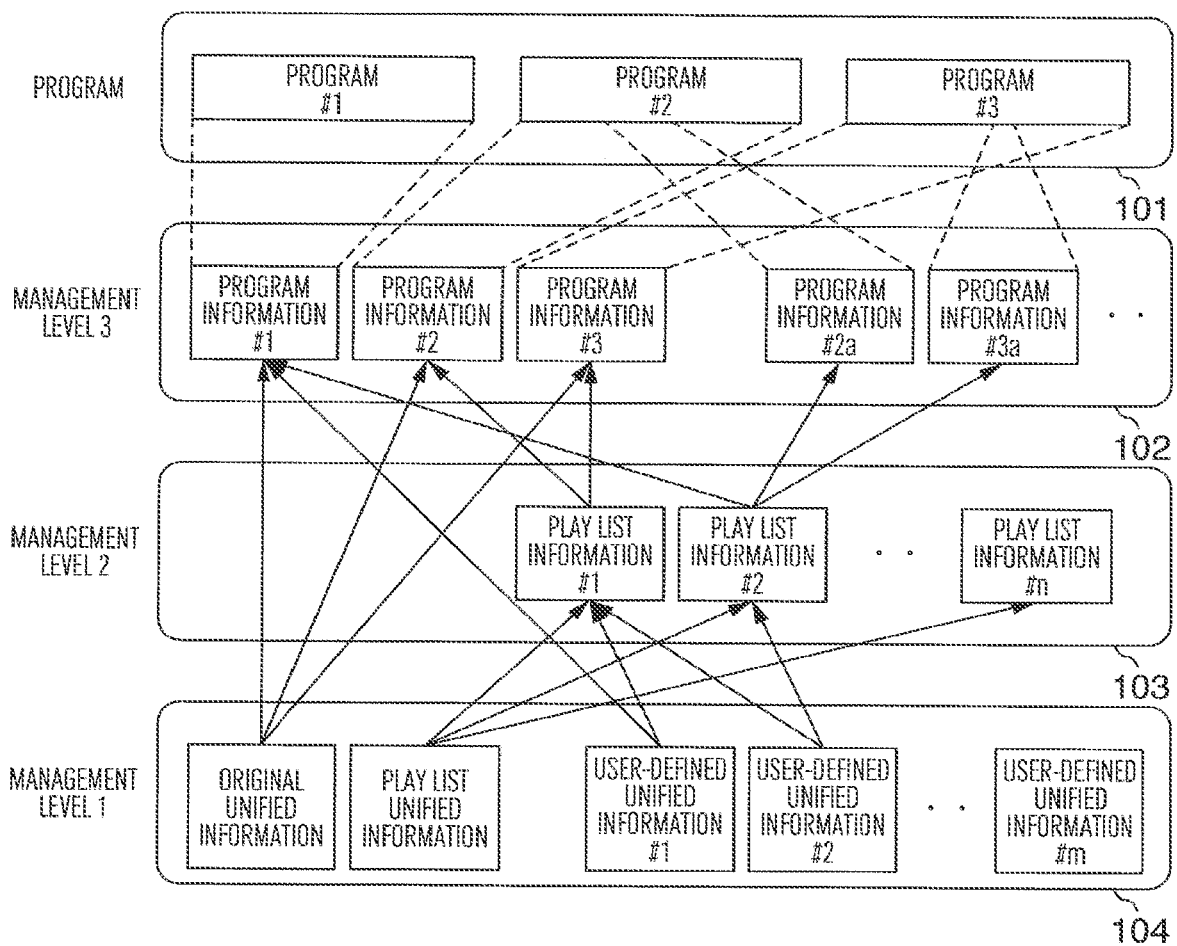 PROGRAM
PROGRAM
#1
PROGRAM
#2
PROGRAM
#3
101
MANAGEMENT
LEVEL 3
PROGRAM
INFORMATION
#1
PROGRAM
INFORMATION
#2
PROGRAM
INFORMATION
#3
PROGRAM
INFORMATION
#2a
PROGRAM
INFORMATION
#3a
. .
102
MANAGEMENT
LEVEL 2
PLAY LIST
INFORMATION
#1
PLAY LIST
INFORMATION
#2
. .
PLAY LIST
INFORMATION
#n
103
MANAGEMENT
LEVEL 1
ORIGINAL
UNIFIED
INFORMATION
PLAY LIST
UNIFIED
INFORMATION
USER-DEFINED
UNIFIED
INFORMATION
#1
USER-DEFINED
UNIFIED
INFORMATION
#2
. .
USER-DEFINED
UNIFIED
INFORMATION
#m
104